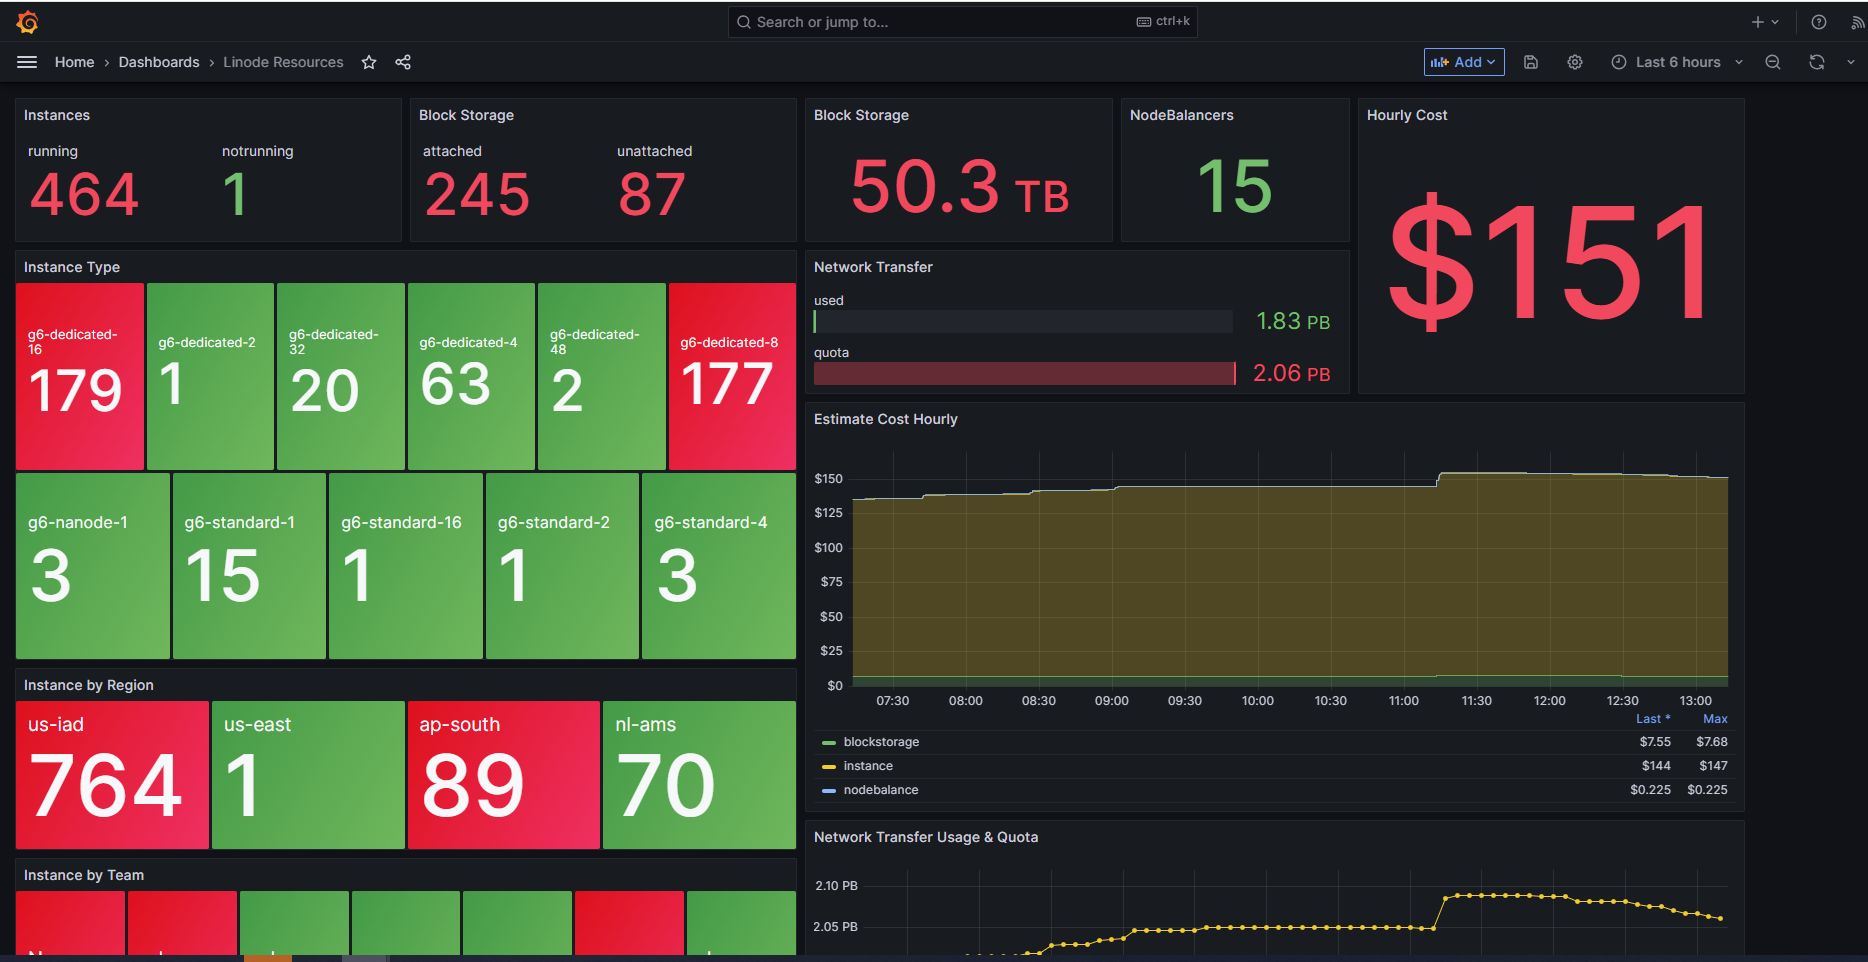 Search or jump to...
ctrl+k
Home › Dashboards › Linode Resources
Add
Last 6 hours
Instances
running
464
notrunning
1
Block Storage
attached
245
unattached
87
Block Storage
50.3 TB
NodeBalancers
15
Hourly Cost
$151
Instance Type
g6-dedicated-
16
179
g6-dedicated-2
1
g6-dedicated-
32
20
g6-dedicated-4
63
g6-dedicated-
48
2
g6-dedicated-8
177
g6-nanode-1
3
g6-standard-1
15
g6-standard-16
1
g6-standard-2
1
g6-standard-4
3
Network Transfer
used
1.83 PB
quota
2.06 PB
Estimate Cost Hourly
$150
$125
$100
$75
$50
$25
$0
07:30 08:00 08:30 09:00 09:30 10:00 10:30 11:00 11:30 12:00 12:30 13:00
Last * Max
blockstorage $7.55 $7.68
instance $144 $147
nodebalance $0.225 $0.225
Instance by Region
us-iad
764
us-east
1
ap-south
89
nl-ams
70
Instance by Team
Network Transfer Usage & Quota
2.10 PB
2.05 PB